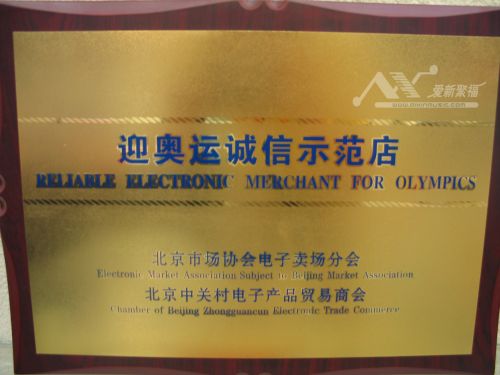 爱新聚福
www.aixinmusic.com
迎奥运诚信示范店
RELIABLE ELECTRONIC MERCHANT FOR OLYMPICS
北京市场协会电子卖场分会
Electronic Market Association Subject to Beijing Market Association
北京中关村电子产品贸易商会
Chamber of Beijing Zhongguancun Electronic Trade Commerce